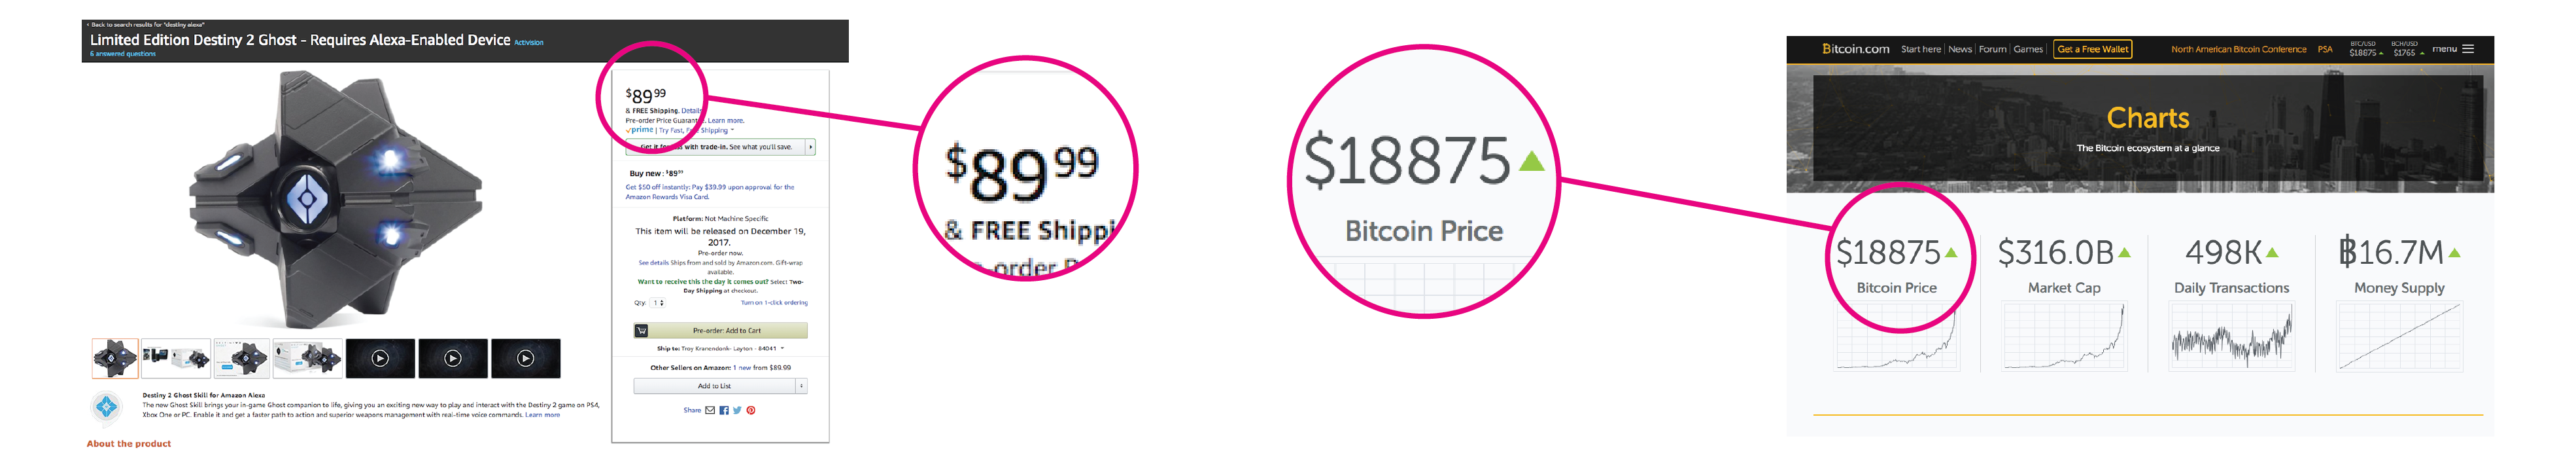 ‹ Back to search results for "destiny alexa"
Limited Edition Destiny 2 Ghost - Requires Alexa-Enabled Device Activision
6 answered questions
$89 99
& FREE Shipping. Details
Pre-order Price Guarantee. Learn more.
prime | Try Fast, Free Shipping
Get it for less with trade-in. See what you'll save.
Buy new: $89 99
Get $50 off instantly: Pay $39.99 upon approval for the
Amazon Rewards Visa Card.
Platform: Not Machine Specific
This item will be released on December 19,
2017.
Pre-order now.
See details Ships from and sold by Amazon.com. Gift-wrap
available.
Want to receive this the day it comes out? Select Two-
Day Shipping at checkout.
Qty: 1
Turn on 1-click ordering
Pre-order: Add to Cart
Ship to: Troy Kranendonk- Layton - 84041
Other Sellers on Amazon: 1 new from $89.99
Add to List
Share
Destiny 2 Ghost Skill for Amazon Alexa
The new Ghost Skill brings your in-game Ghost companion to life, giving you an exciting new way to play and interact with the Destiny 2 game on PS4,
Xbox One or PC. Enable it and get a faster path to action and superior weapons management with real-time voice commands. Learn more
About the product
$89 99
& FREE Shippi
-order P
$18875
Bitcoin Price
Bitcoin.com Start here News Forum Games Get a Free Wallet North American Bitcoin Conference PSA BTC/USD $18875 BCH/USD $1765 menu
Charts
The Bitcoin ecosystem at a glance
$18875 $316.0B 498K ฿16.7M
Bitcoin Price Market Cap Daily Transactions Money Supply